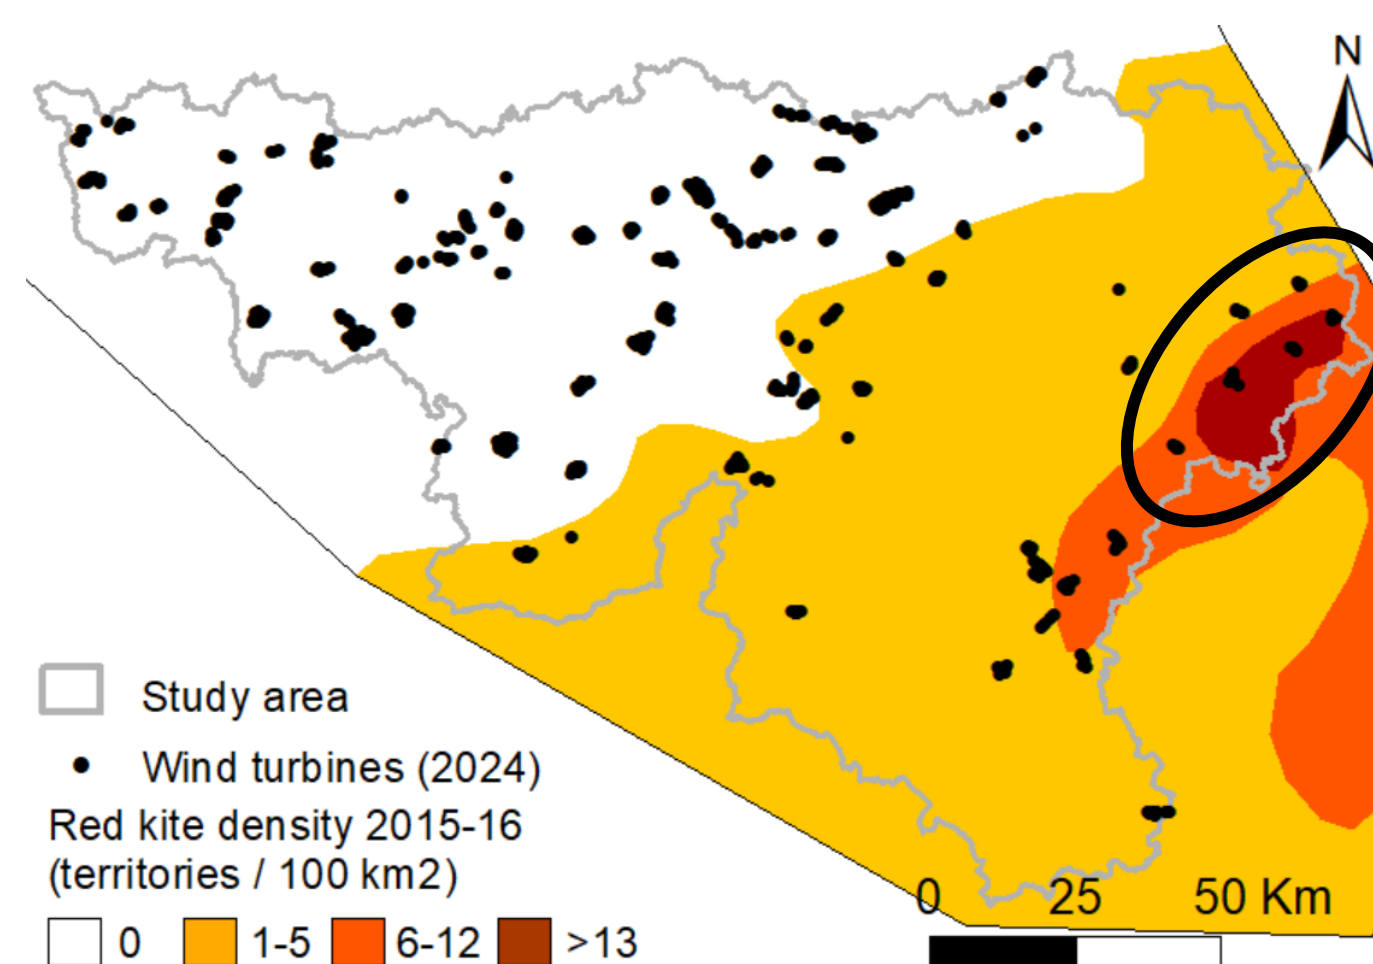 N
Study area
Wind turbines (2024)
Red kite density 2015-16
(territories / 100 km2)
0 1-5 6-12 >13
0 25 50 Km